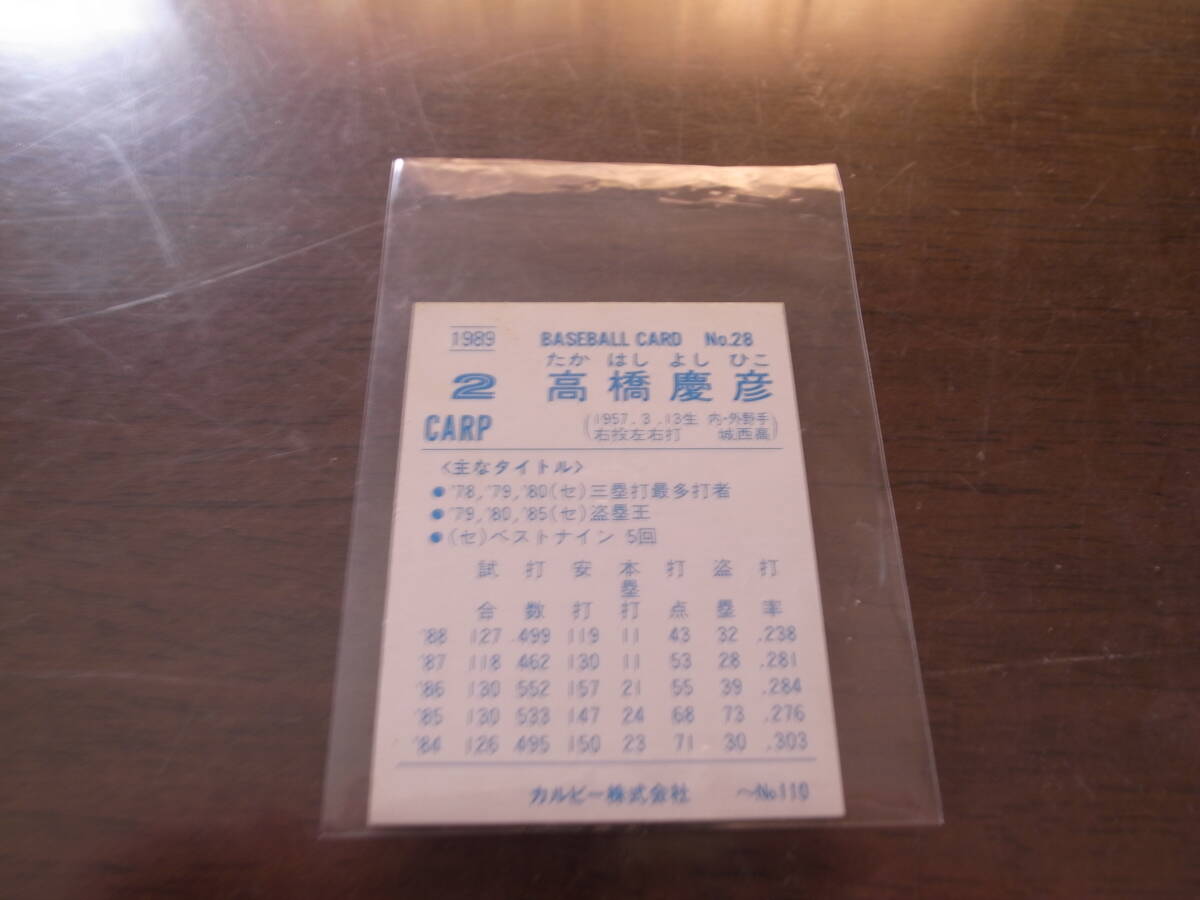 1989 BASEBALL CARD No.28
たか はし よし ひこ
2 高橋慶彦
CARP
(1957.3.13生 内・外野手
右投左右打 城西高)
〈主なタイトル〉
●'78,'79,'80(セ)三塁打最多打者
●'79,'80,'85(セ)盗塁王
●(セ)ベストナイン 5回
試合 打数 安打 本塁打 打点 盗塁 打率
'88 127 499 119 11 43 32 .238
'87 118 462 130 11 53 28 .281
'86 130 552 157 21 55 39 .284
'85 130 533 147 24 68 73 .276
'84 126 495 150 23 71 30 .303
カルビー株式会社 〜No110